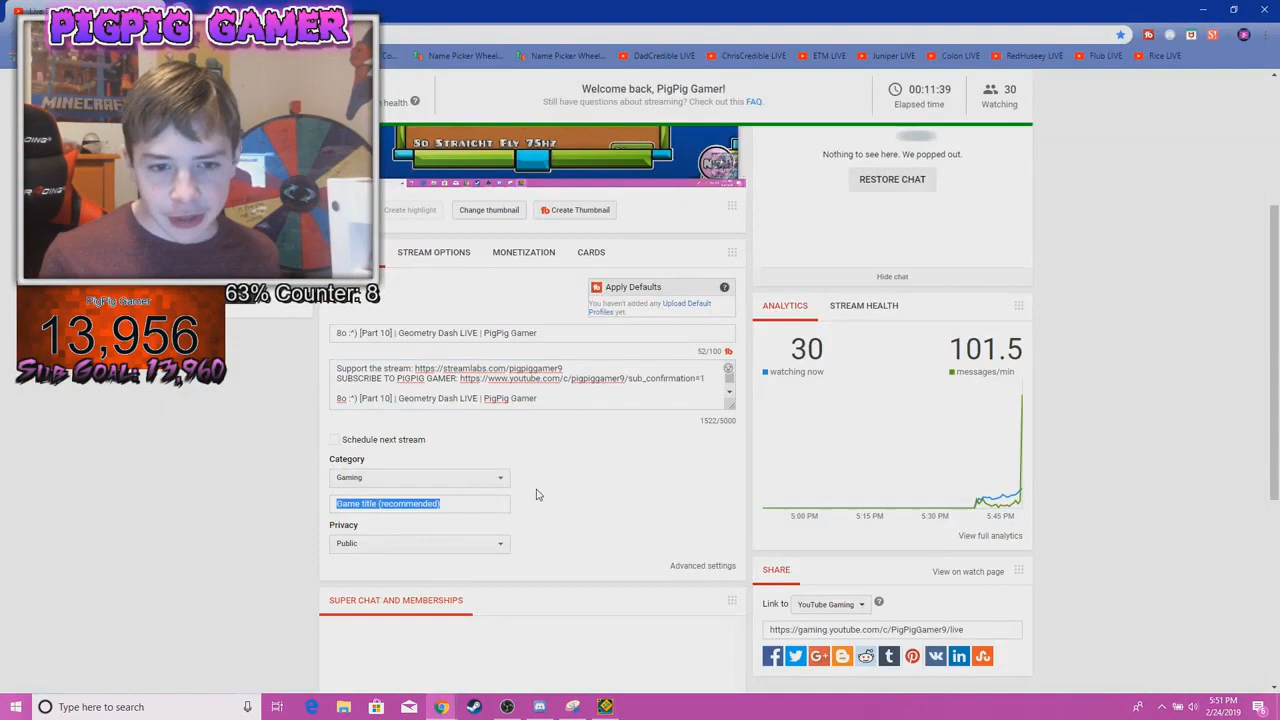 PIGPIG GAMER
Live
Co...
Name Picker Wheel...
Name Picker Wheel...
DadCredible LIVE
ChrisCredible LIVE
ETM LIVE
Juniper LIVE
Colon LIVE
RedHuseey LIVE
Flub LIVE
Rice LIVE
health
Welcome back, PigPig Gamer!
Still have questions about streaming? Check out this FAQ.
00:11:39
Elapsed time
30
Watching
MINECRAFT
SO STRAIGHT FLY 75HZ
Nothing to see here. We popped out.
RESTORE CHAT
Hide chat
Create highlight
Change thumbnail
Create Thumbnail
STREAM OPTIONS
MONETIZATION
CARDS
63% Counter: 8
PigPig Gamer
13,956
SUB GOAL: 13,960
Apply Defaults
You haven't added any Upload Default
Profiles yet.
8o :^) [Part 10] | Geometry Dash LIVE | PigPig Gamer
52/100
Support the stream: https://streamlabs.com/pigpiggamer9
SUBSCRIBE TO PIGPIG GAMER: https://www.youtube.com/c/pigpiggamer9/sub_confirmation=1
8o :^) [Part 10] | Geometry Dash LIVE | PigPig Gamer
1522/5000
Schedule next stream
Category
Gaming
Game title (recommended)
Privacy
Public
Advanced settings
SUPER CHAT AND MEMBERSHIPS
ANALYTICS
STREAM HEALTH
30
watching now
101.5
messages/min
5:00 PM
5:15 PM
5:30 PM
5:45 PM
View full analytics
SHARE
View on watch page
Link to
YouTube Gaming
https://gaming.youtube.com/c/PigPigGamer9/live
Type here to search
5:51 PM
2/24/2019